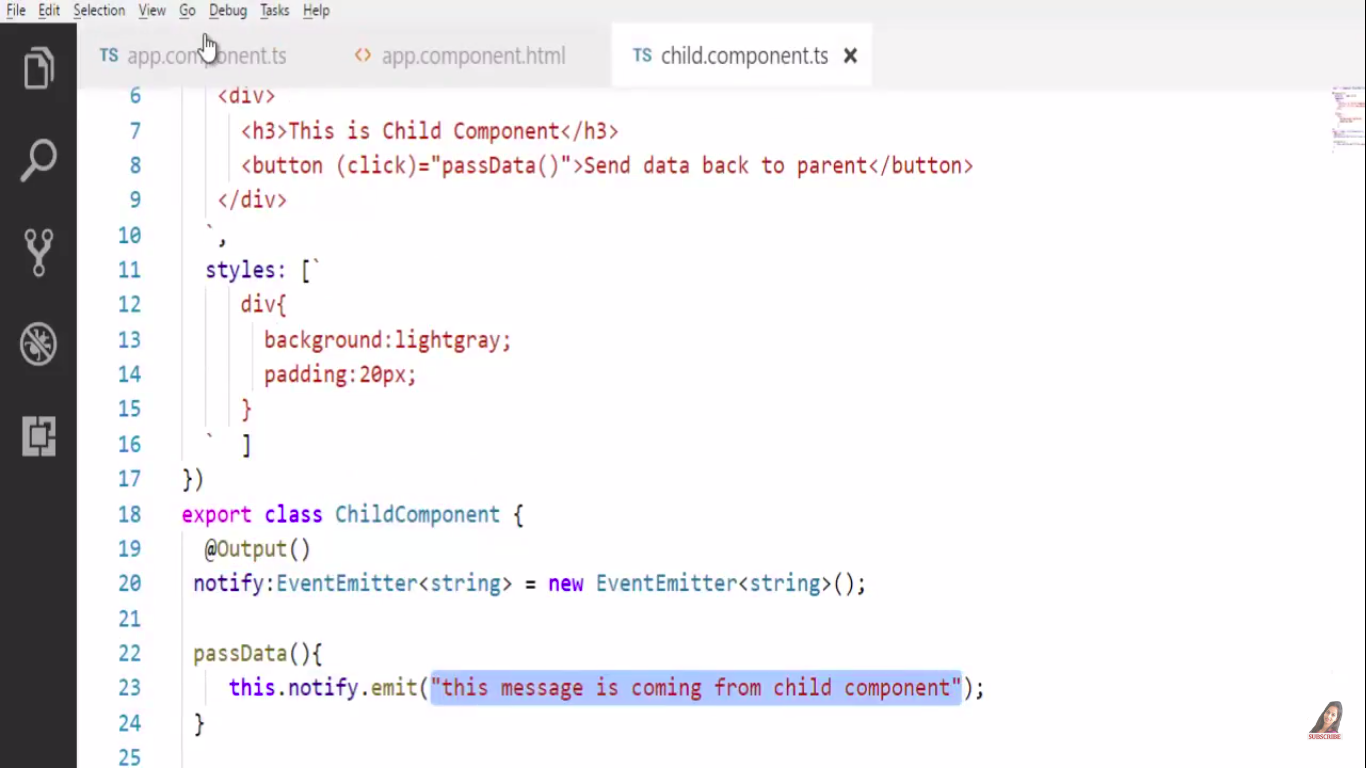 File Edit Selection View Go Debug Tasks Help
TS app.component.ts <> app.component.html TS child.component.ts ×
6 <div>
7 <h3>This is Child Component</h3>
8 <button (click)="passData()">Send data back to parent</button>
9 </div>
10 `,
11 styles: [`
12 div{
13 background:lightgray;
14 padding:20px;
15 }
16 ` ]
17 })
18 export class ChildComponent {
19 @Output()
20 notify:EventEmitter<string> = new EventEmitter<string>();
21
22 passData(){
23 this.notify.emit("this message is coming from child component");
24 }
25
SUBSCRIBE